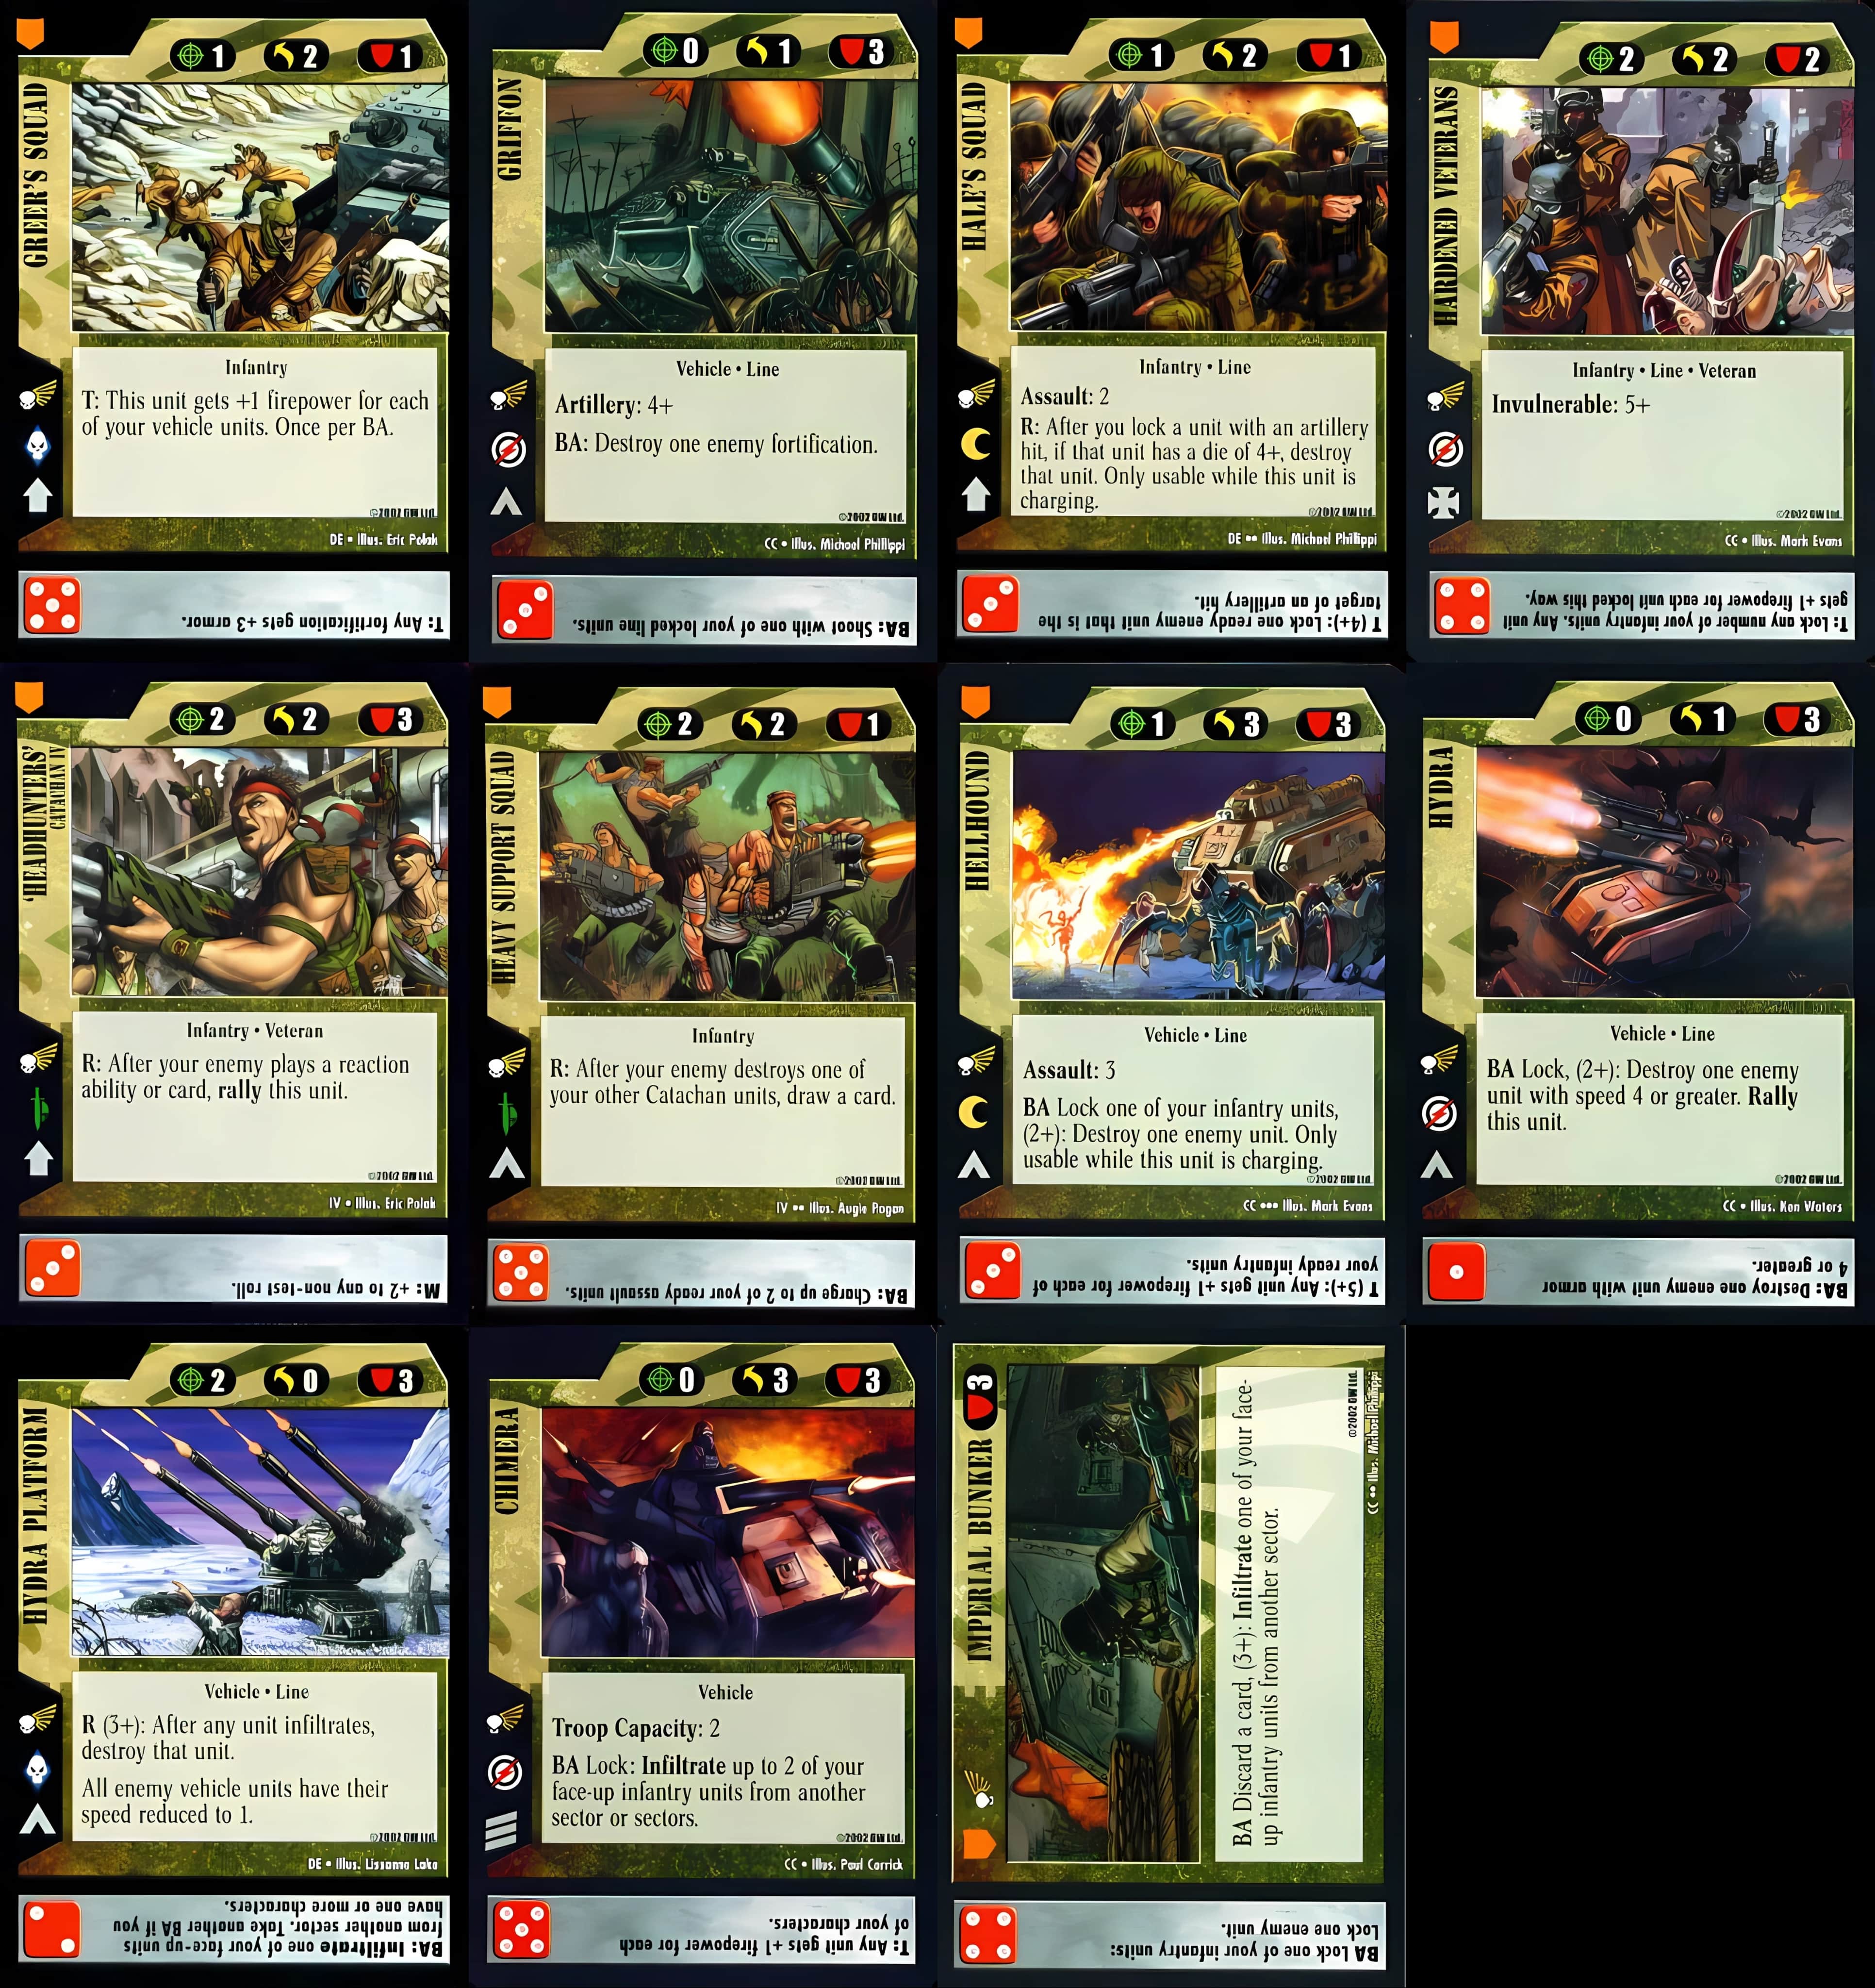 1 2 1
GREER'S SQUAD
Infantry
T: This unit gets +1 firepower for each
of your vehicle units. Once per BA.
©2002 GW Ltd.
DE • Illus. Eric Polak
T: Any fortification gets +3 armor.
0 1 3
GRIFFON
Vehicle • Line
Artillery: 4+
BA: Destroy one enemy fortification.
©2002 GW Ltd.
CC • Illus. Michael Phillippi
BA: Shoot with one of your locked line units.
1 2 1
HALE'S SQUAD
Infantry • Line
Assault: 2
R: After you lock a unit with an artillery
hit, if that unit has a die of 4+, destroy
that unit. Only usable while this unit is
charging.
©2002 GW Ltd.
DE •• Illus. Michael Phillippi
T (4+): Lock one ready enemy unit that is the
target of an artillery hit.
2 2 2
HARDENED VETERANS
Infantry • Line • Veteran
Invulnerable: 5+
©2002 GW Ltd.
CC • Illus. Mark Evans
T: Lock any number of your infantry units. Any unit
gets +1 firepower for each unit locked this way.
2 2 3
'HEADHUNTERS'
CATACHAN IV
Infantry • Veteran
R: After your enemy plays a reaction
ability or card, rally this unit.
©2002 GW Ltd.
IV • Illus. Eric Polak
M: +2 to any non-test roll.
2 2 1
HEAVY SUPPORT SQUAD
Infantry
R: After your enemy destroys one of
your other Catachan units, draw a card.
©2002 GW Ltd.
IV •• Illus. Augie Pagan
BA: Charge up to 2 of your ready assault units.
1 3 3
HELLHOUND
Vehicle • Line
Assault: 3
BA Lock one of your infantry units,
(2+): Destroy one enemy unit. Only
usable while this unit is charging.
©2002 GW Ltd.
CC ••• Illus. Mark Evans
T (5+): Any unit gets +1 firepower for each of
your ready infantry units.
0 1 3
HYDRA
Vehicle • Line
BA Lock, (2+): Destroy one enemy
unit with speed 4 or greater. Rally
this unit.
©2002 GW Ltd.
CC • Illus. Ken Waters
BA: Destroy one enemy unit with armor
4 or greater.
2 0 3
HYDRA PLATFORM
Vehicle • Line
R (3+): After any unit infiltrates,
destroy that unit.
All enemy vehicle units have their
speed reduced to 1.
©2002 GW Ltd.
DE • Illus. Lissanne Lake
BA: Infiltrate one of your face-up units
from another sector. Take another BA if you
have one or more characters.
0 3 3
CHIMERA
Vehicle
Troop Capacity: 2
BA Lock: Infiltrate up to 2 of your
face-up infantry units from another
sector or sectors.
©2002 GW Ltd.
CC • Illus. Paul Carrick
T: Any unit gets +1 firepower for each
of your characters.
IMPERIAL BUNKER 3
BA Discard a card, (3+): Infiltrate one of your face-
up infantry units from another sector.
©2002 GW Ltd.
CC •• Illus. Michael Phillippi
BA Lock one of your infantry units:
Lock one enemy unit.